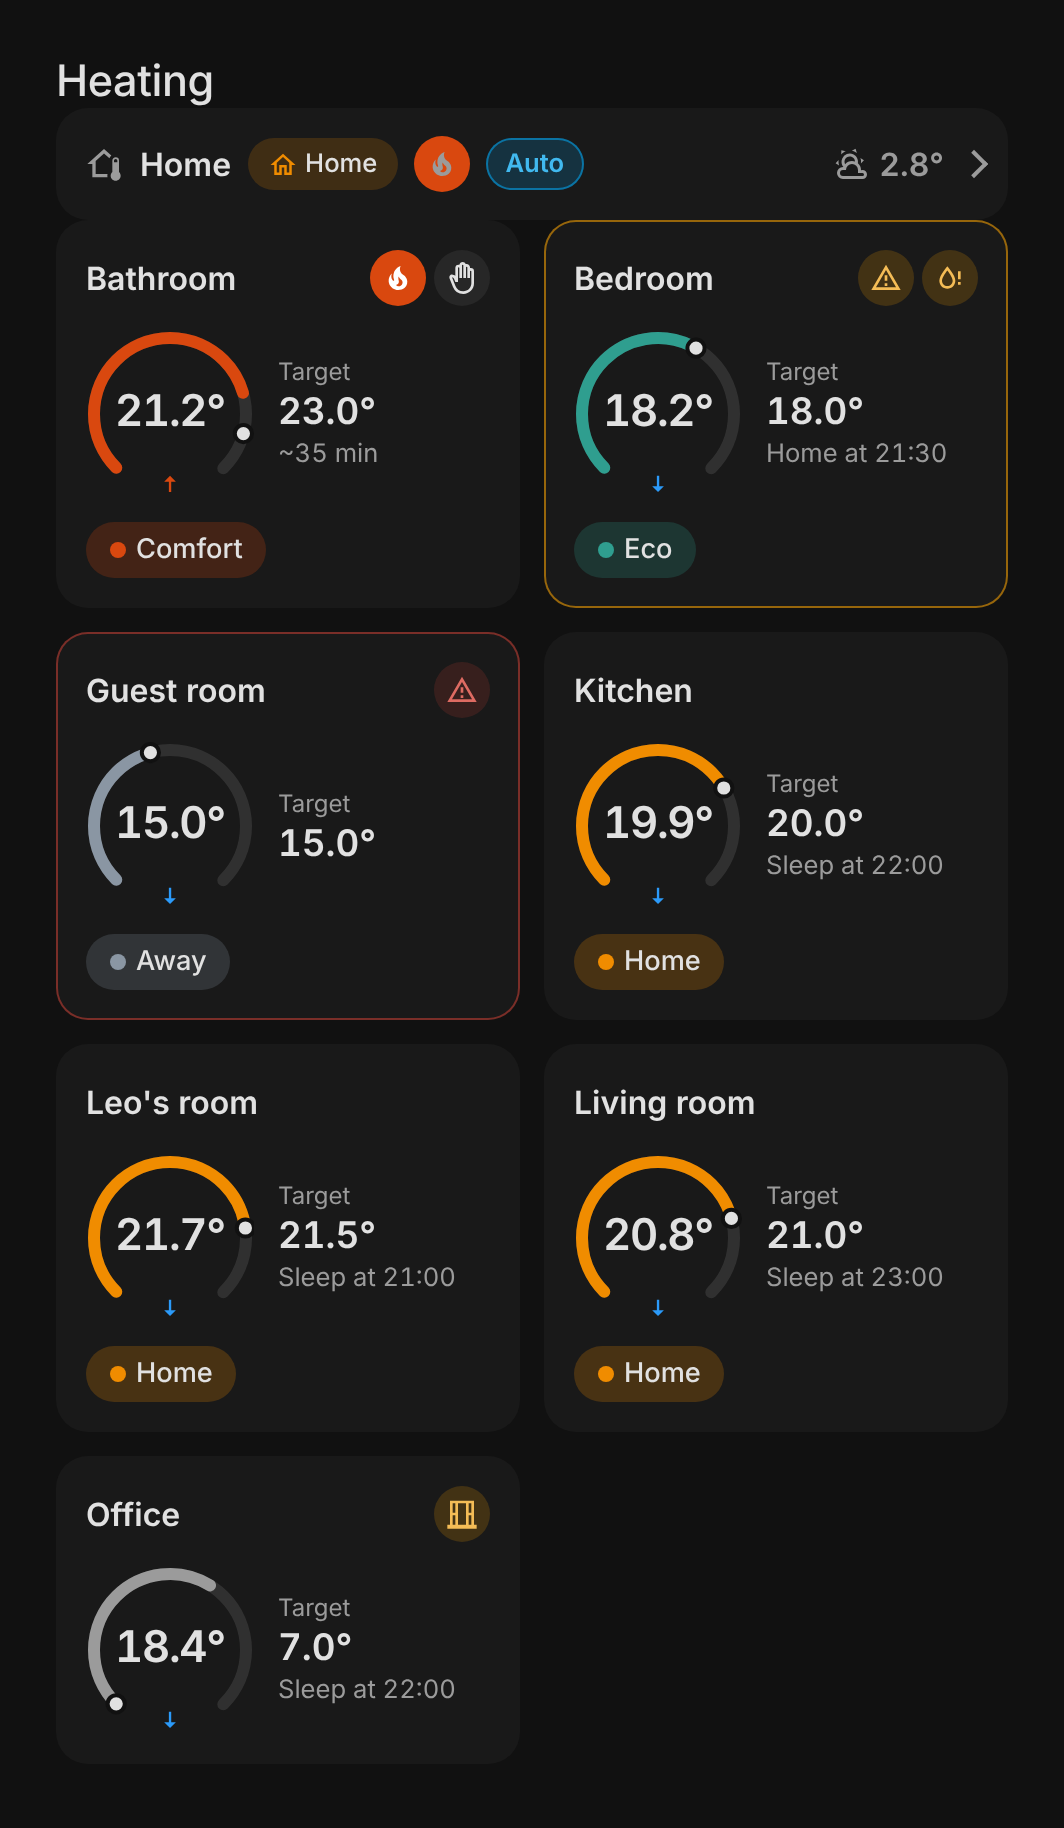 Heating
Home
Home
Auto
2.8°
Bathroom
21.2°
Target
23.0°
~35 min
Comfort
Bedroom
18.2°
Target
18.0°
Home at 21:30
Eco
Guest room
15.0°
Target
15.0°
Away
Kitchen
19.9°
Target
20.0°
Sleep at 22:00
Home
Leo's room
21.7°
Target
21.5°
Sleep at 21:00
Home
Living room
20.8°
Target
21.0°
Sleep at 23:00
Home
Office
18.4°
Target
7.0°
Sleep at 22:00